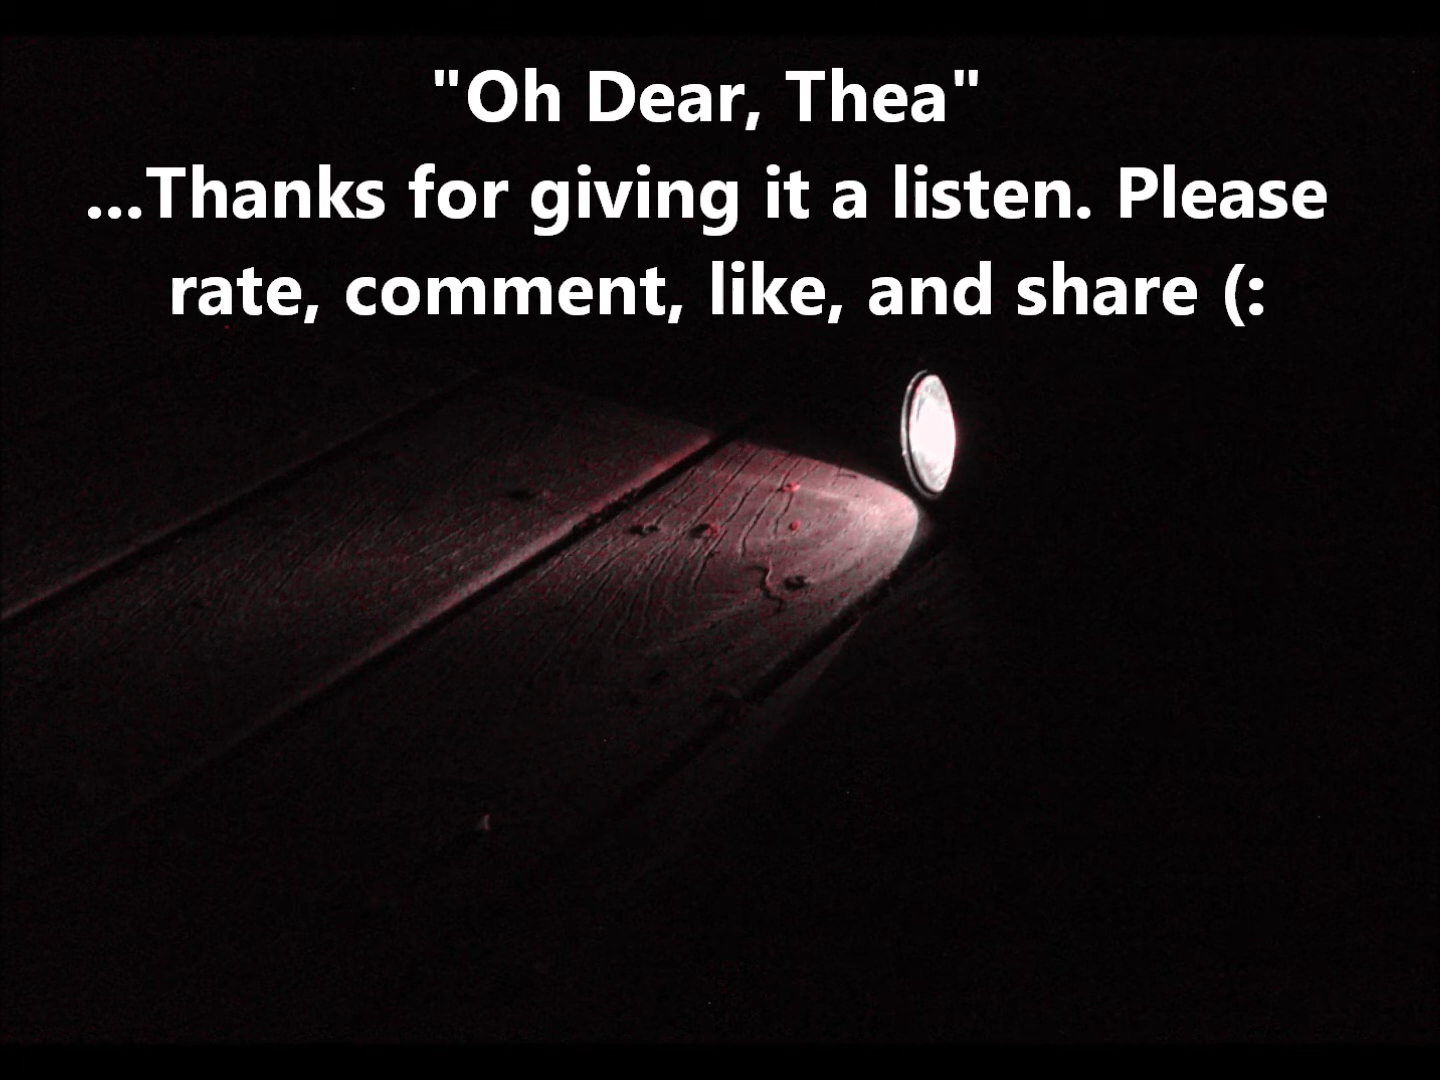 "Oh Dear, Thea"
...Thanks for giving it a listen. Please
rate, comment, like, and share (: